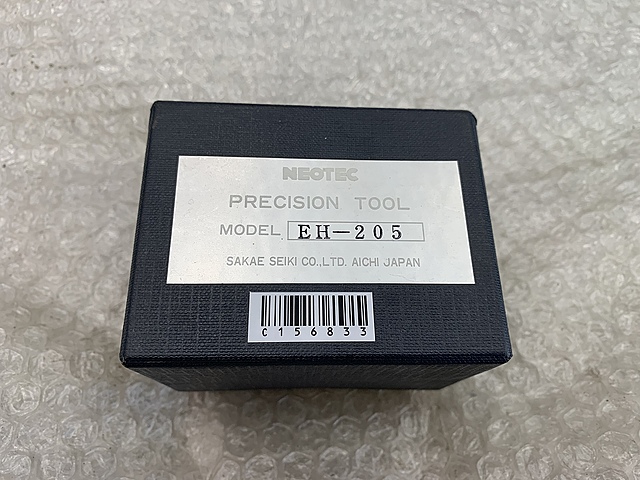 NEOTEC
PRECISION TOOL
MODEL. EH-205
SAKAE SEIKI CO.,LTD. AICHI JAPAN
C156833